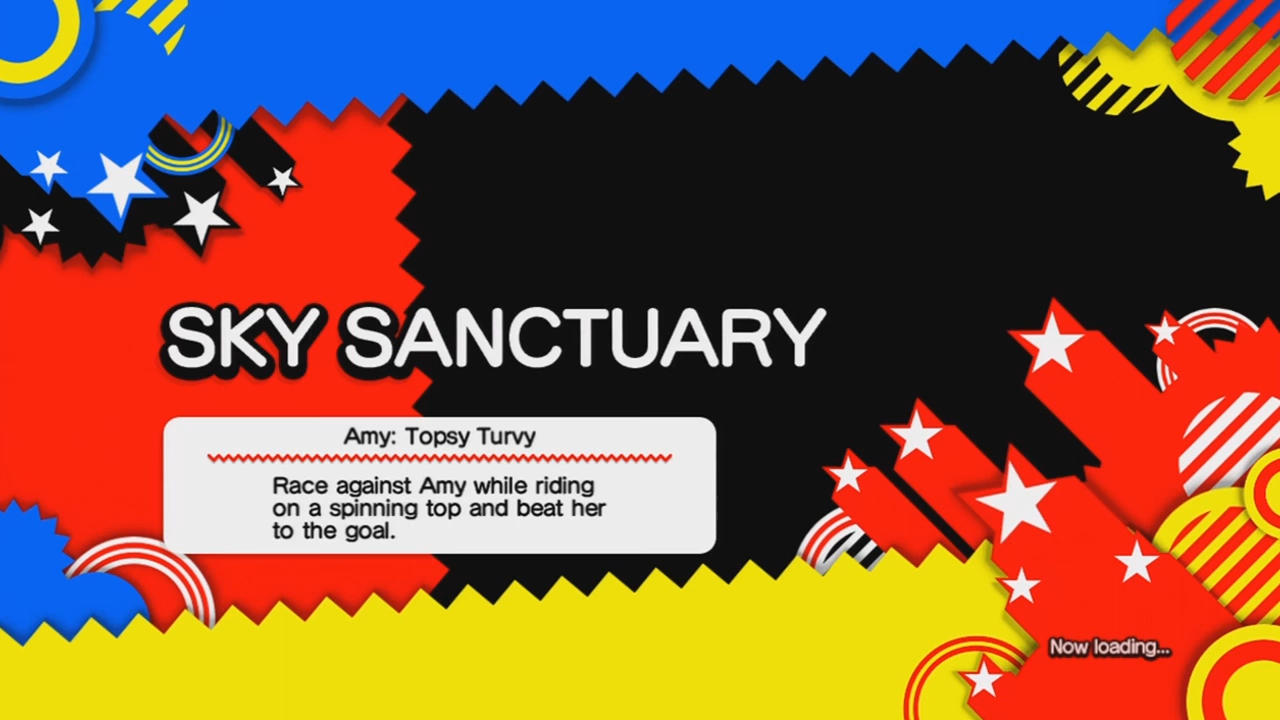 SKY SANCTUARY
Amy: Topsy Turvy
Race against Amy while riding
on a spinning top and beat her
to the goal.
Now loading...